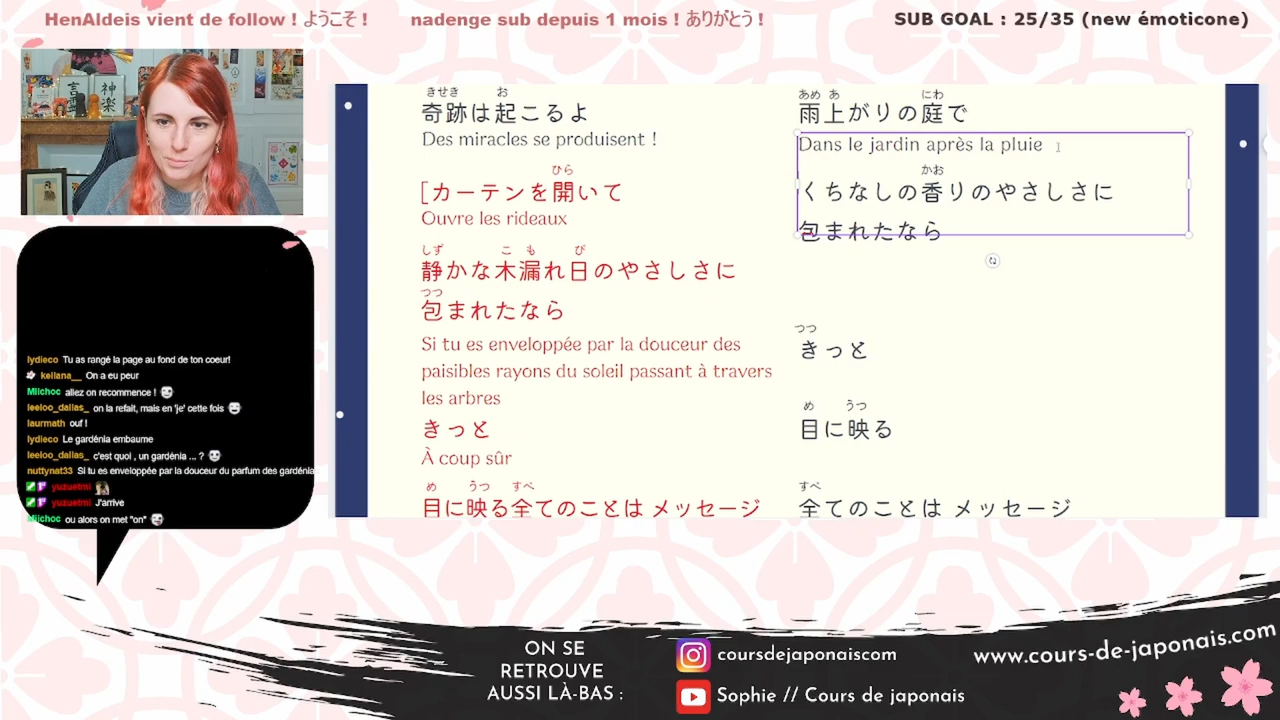 HenAldeis vient de follow ! ようこそ !
nadenge sub depuis 1 mois ! ありがとう !
SUB GOAL : 25/35 (new émoticone)
言霊
神楽
lydieco Tu as rangé la page au fond de ton coeur!
keilana__ On a eu peur
Miichoc allez on recommence !
leeloo_dallas_ on la refait, mais en 'je' cette fois
laurmath ouf !
lydieco Le gardénia embaume
leeloo_dallas_ c'est quoi , un gardénia ... ?
nuttynat33 Si tu es enveloppée par la douceur du parfum des gardénia
yuzuetmi
yuzuetmi J'arrive
Miichoc ou alors on met "on"
きせき お
奇跡は起こるよ
Des miracles se produisent !
ひら
[カーテンを開いて
Ouvre les rideaux
しず こ も び
静かな木漏れ日のやさしさに
つつ
包まれたなら
Si tu es enveloppée par la douceur des
paisibles rayons du soleil passant à travers
les arbres
きっと
À coup sûr
め うつ すべ
目に映る全てのことは メッセージ
あめ あ にわ
雨上がりの庭で
Dans le jardin après la pluie
かお
くちなしの香りのやさしさに
包まれたなら
つつ
きっと
め うつ
目に映る
すべ
全てのことは メッセージ
ON SE
RETROUVE
AUSSI LÀ-BAS :
coursdejaponaiscom
Sophie // Cours de japonais
www.cours-de-japonais.com